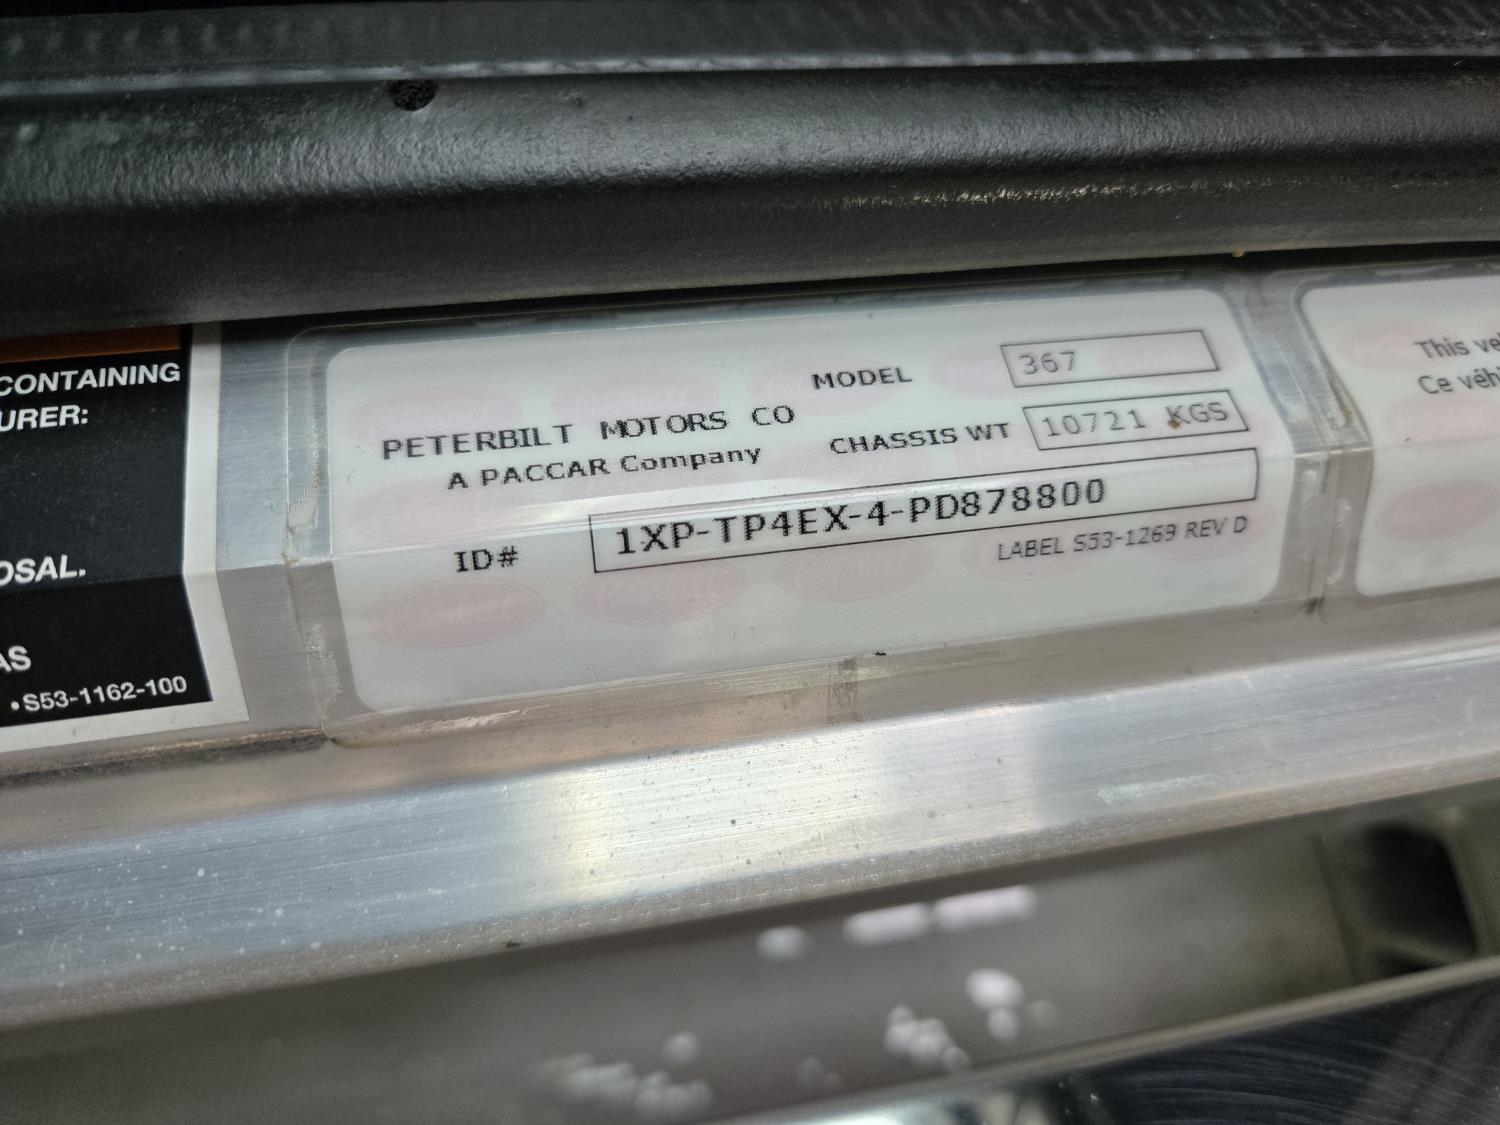 CONTAINING
URER:
OSAL.
AS
•S53-1162-100
MODEL 367
PETERBILT MOTORS CO
CHASSIS WT 10721 KGS
A PACCAR Company
ID# 1XP-TP4EX-4-PD878800
LABEL S53-1269 REV D
This ve
Ce véhi